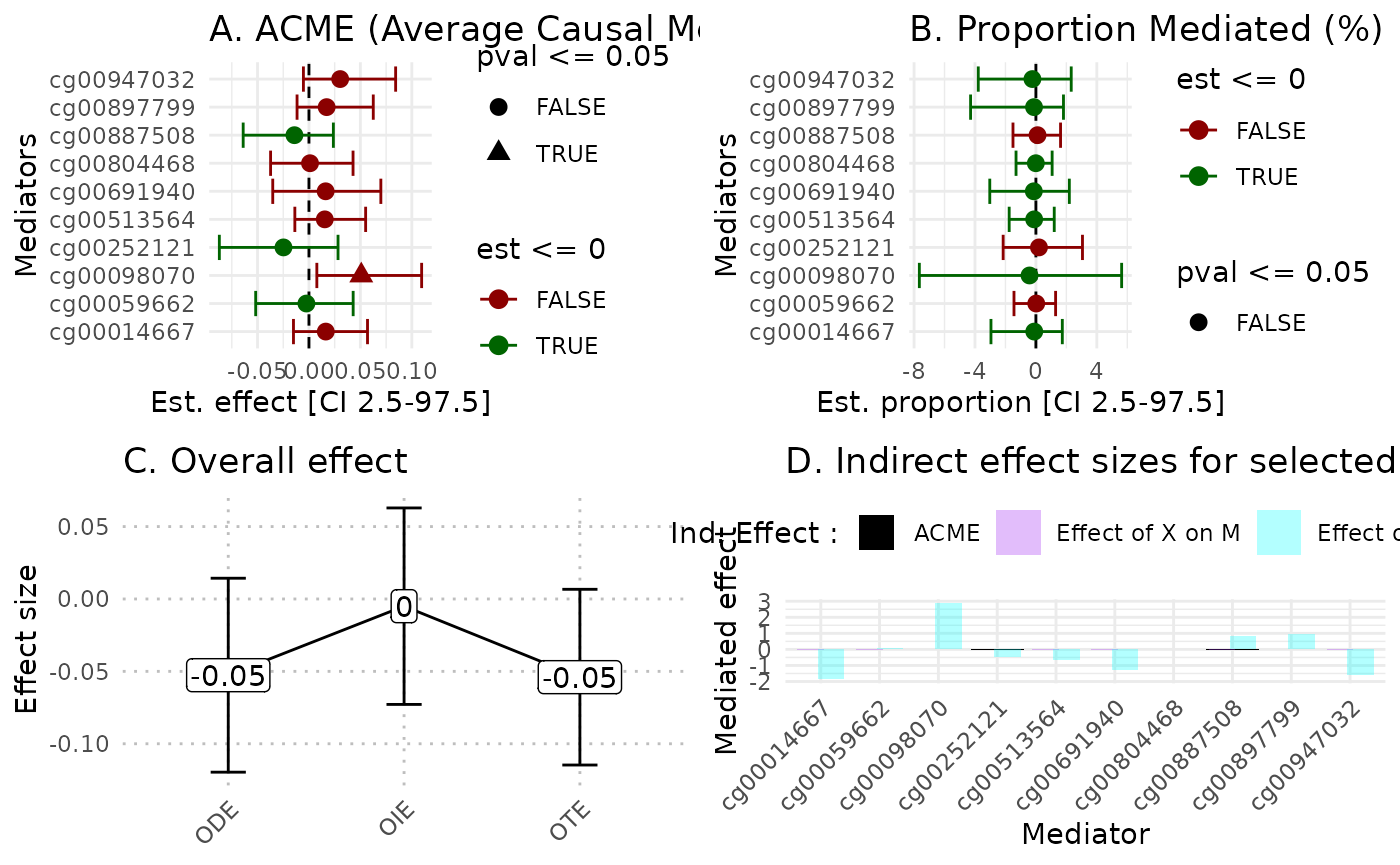 A. ACME (Average Causal Me
pval <= 0.05
cg00947032
cg00897799
cg00887508
cg00804468
cg00691940
cg00513564
cg00252121
cg00098070
cg00059662
cg00014667
Mediators
FALSE
TRUE
est <= 0
FALSE
TRUE
-0.05 0.00 0.05 0.10
Est. effect [CI 2.5-97.5]
B. Proportion Mediated (%)
cg00947032
cg00897799
cg00887508
cg00804468
cg00691940
cg00513564
cg00252121
cg00098070
cg00059662
cg00014667
Mediators
est <= 0
FALSE
TRUE
pval <= 0.05
FALSE
-8 -4 0 4
Est. proportion [CI 2.5-97.5]
C. Overall effect
0.05
0.00
-0.05
-0.10
Effect size
-0.05
0
-0.05
ODE
OIE
OTE
D. Indirect effect sizes for selected
Ind. Effect :
ACME
Effect of X on M
Effect o
Mediated effect
3
2
1
0
-1
-2
cg00014667
cg00059662
cg00098070
cg00252121
cg00513564
cg00691940
cg00804468
cg00887508
cg00897799
cg00947032
Mediator